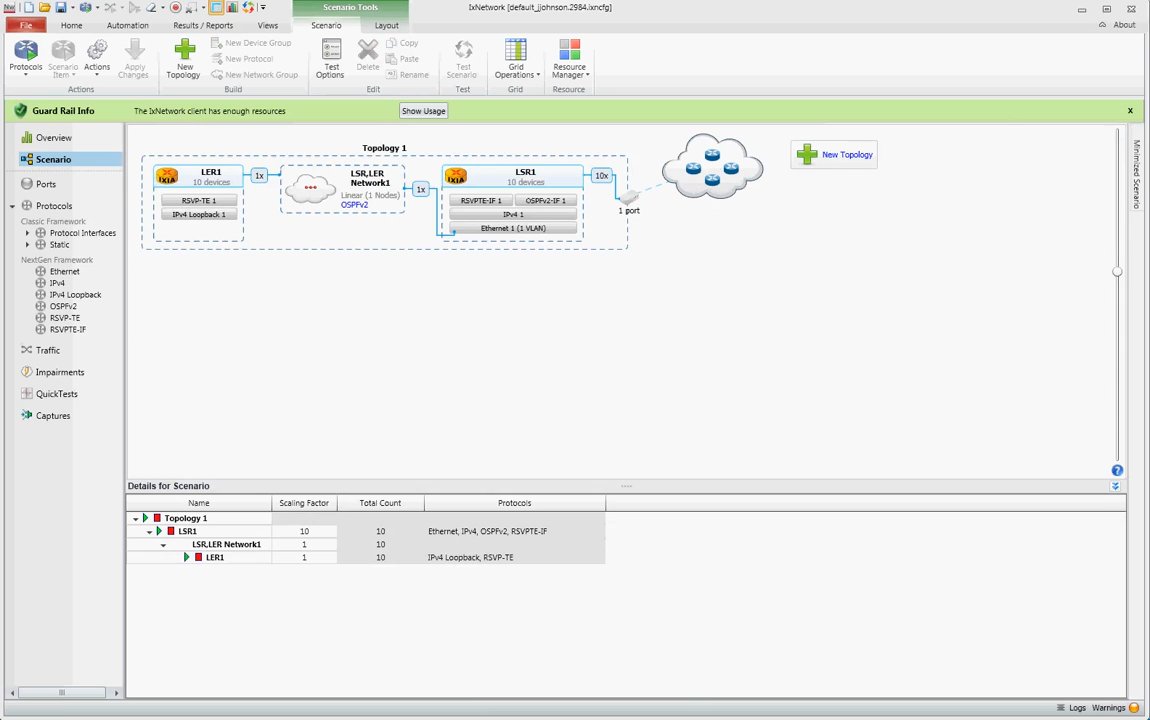 Scenario Tools
IxNetwork [default_jjohnson.2984.ixncfg]
File
Home
Automation
Results / Reports
Views
Scenario
Layout
About
Protocols
Scenario Item
Actions
Apply Changes
New Topology
New Device Group
New Protocol
New Network Group
Test Options
Delete
Copy
Paste
Rename
Test Scenario
Grid Operations
Resource Manager
Actions
Build
Edit
Test
Grid
Resource
Guard Rail Info
The IxNetwork client has enough resources
Show Usage
x
Overview
Scenario
Ports
Protocols
Classic Framework
Protocol Interfaces
Static
NextGen Framework
Ethernet
IPv4
IPv4 Loopback
OSPFv2
RSVP-TE
RSVPTE-IF
Traffic
Impairments
QuickTests
Captures
Topology 1
IXIA
LER1
10 devices
RSVP-TE 1
IPv4 Loopback 1
1x
LSR,LER
Network1
Linear (1 Nodes)
OSPFv2
1x
IXIA
LSR1
10 devices
RSVPTE-IF 1
OSPFv2-IF 1
IPv4 1
Ethernet 1 (1 VLAN)
10x
1 port
New Topology
Minimized Scenario
Details for Scenario
Name Scaling Factor Total Count Protocols
Topology 1
LSR1 10 10 Ethernet, IPv4, OSPFv2, RSVPTE-IF
LSR,LER Network1 1 10
LER1 1 10 IPv4 Loopback, RSVP-TE
Logs Warnings